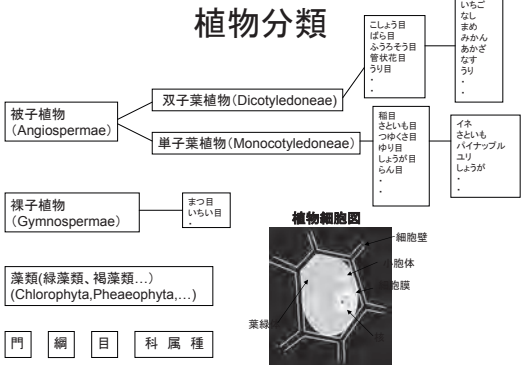 植物分類
こしょう目
ばら目
ふうろそう目
管状花目
うり目
・
・
いちご
なし
まめ
みかん
あかざ
なす
うり
・
・
被子植物
(Angiospermae)
双子葉植物(Dicotyledoneae)
単子葉植物(Monocotyledoneae)
稲目
さといも目
つゆくさ目
ゆり目
しょうが目
らん目
・
・
イネ
さといも
パイナップル
ユリ
しょうが
・
・
裸子植物
(Gymnospermae)
まつ目
いちい目
・
植物細胞図
細胞壁
小胞体
細胞膜
葉緑
核
藻類(緑藻類、褐藻類…)
(Chlorophyta,Pheaeophyta,…)
門 綱 目 科 属 種